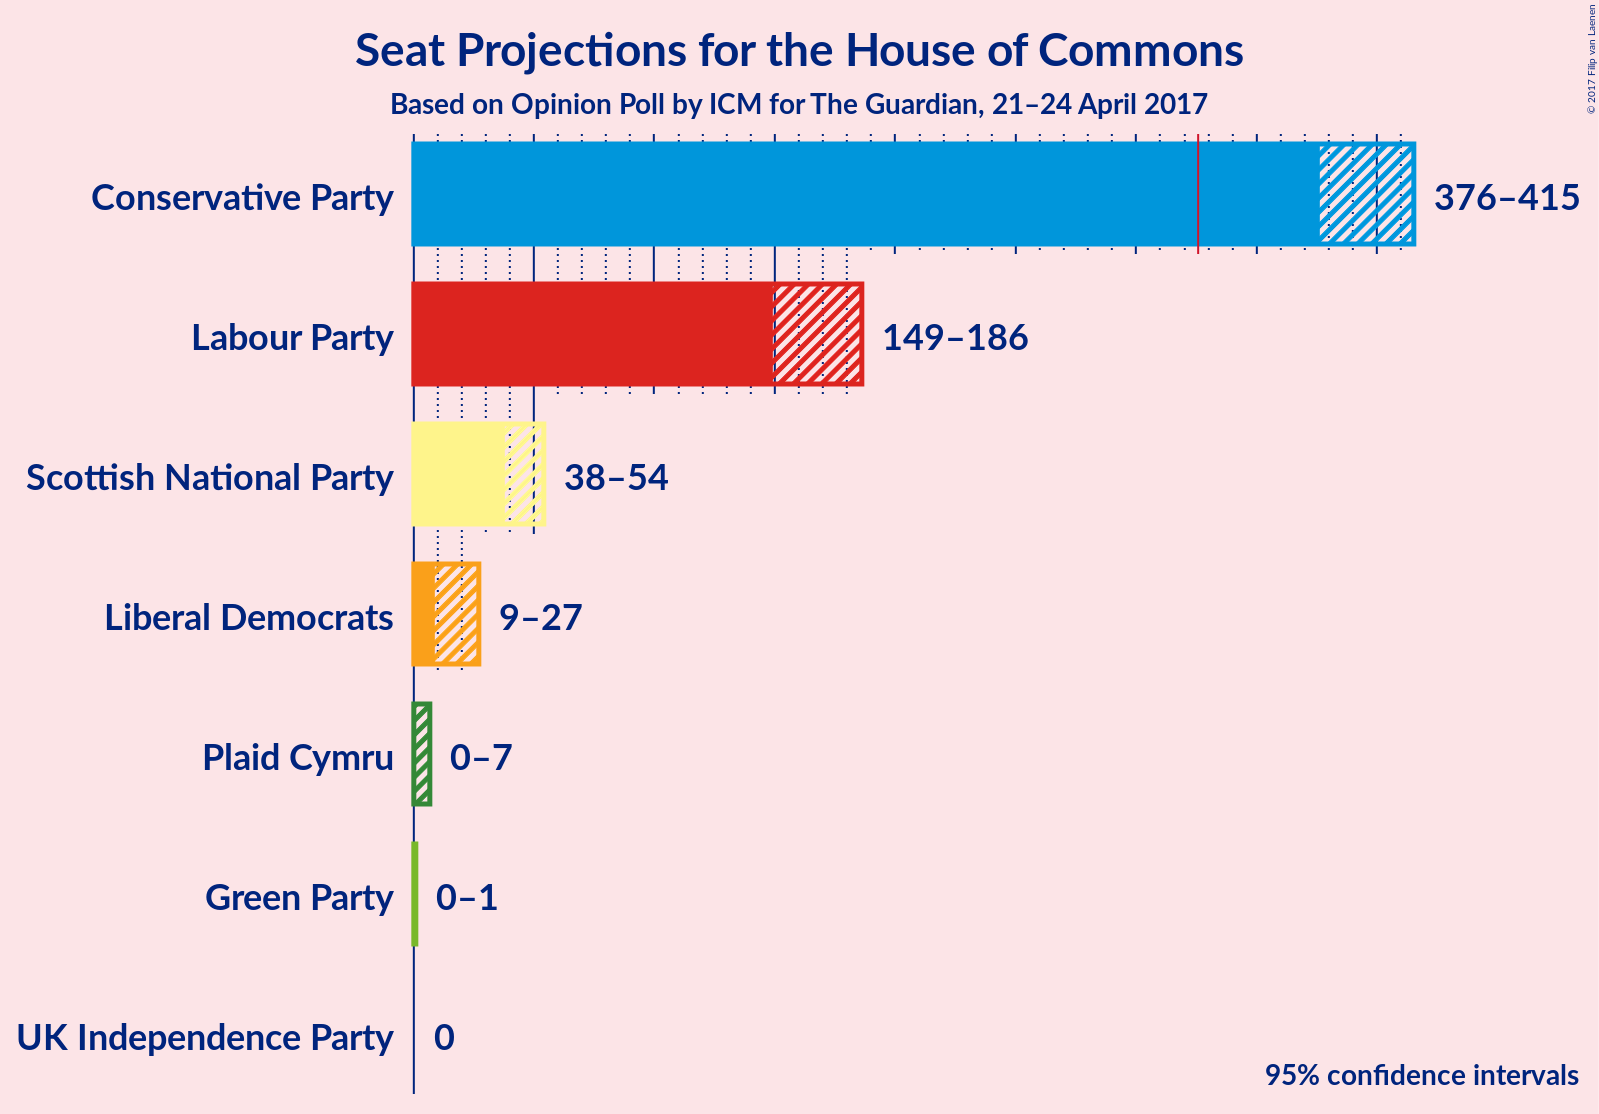 Seat Projections for the House of Commons
Based on Opinion Poll by ICM for The Guardian, 21–24 April 2017
© 2017 Filip van Laenen
Conservative Party 376–415
Labour Party 149–186
Scottish National Party 38–54
Liberal Democrats 9–27
Plaid Cymru 0–7
Green Party 0–1
UK Independence Party 0
95% confidence intervals